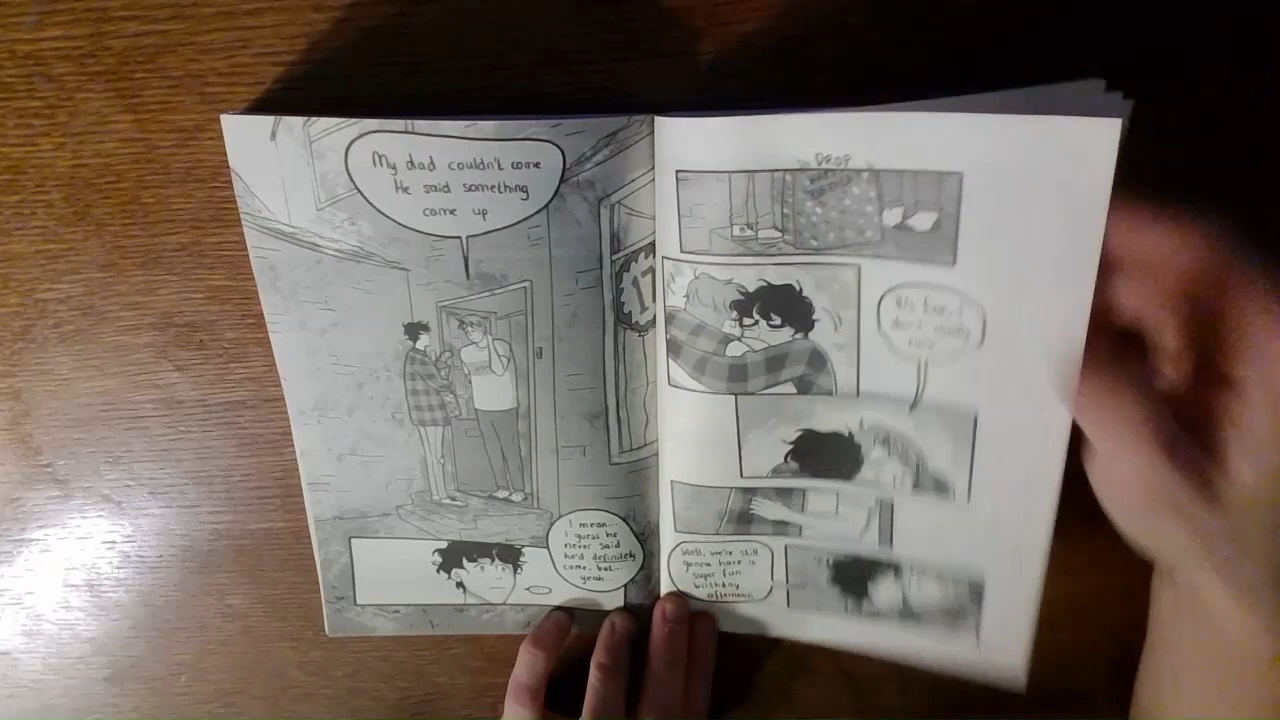 My dad couldn't come
He said something
came up
17
I mean...
I guess he
never said
he'd definitely
come, but...
yeah...
...
DROP
Well, we're still
gonna have a
super fun
birthday
afternoon